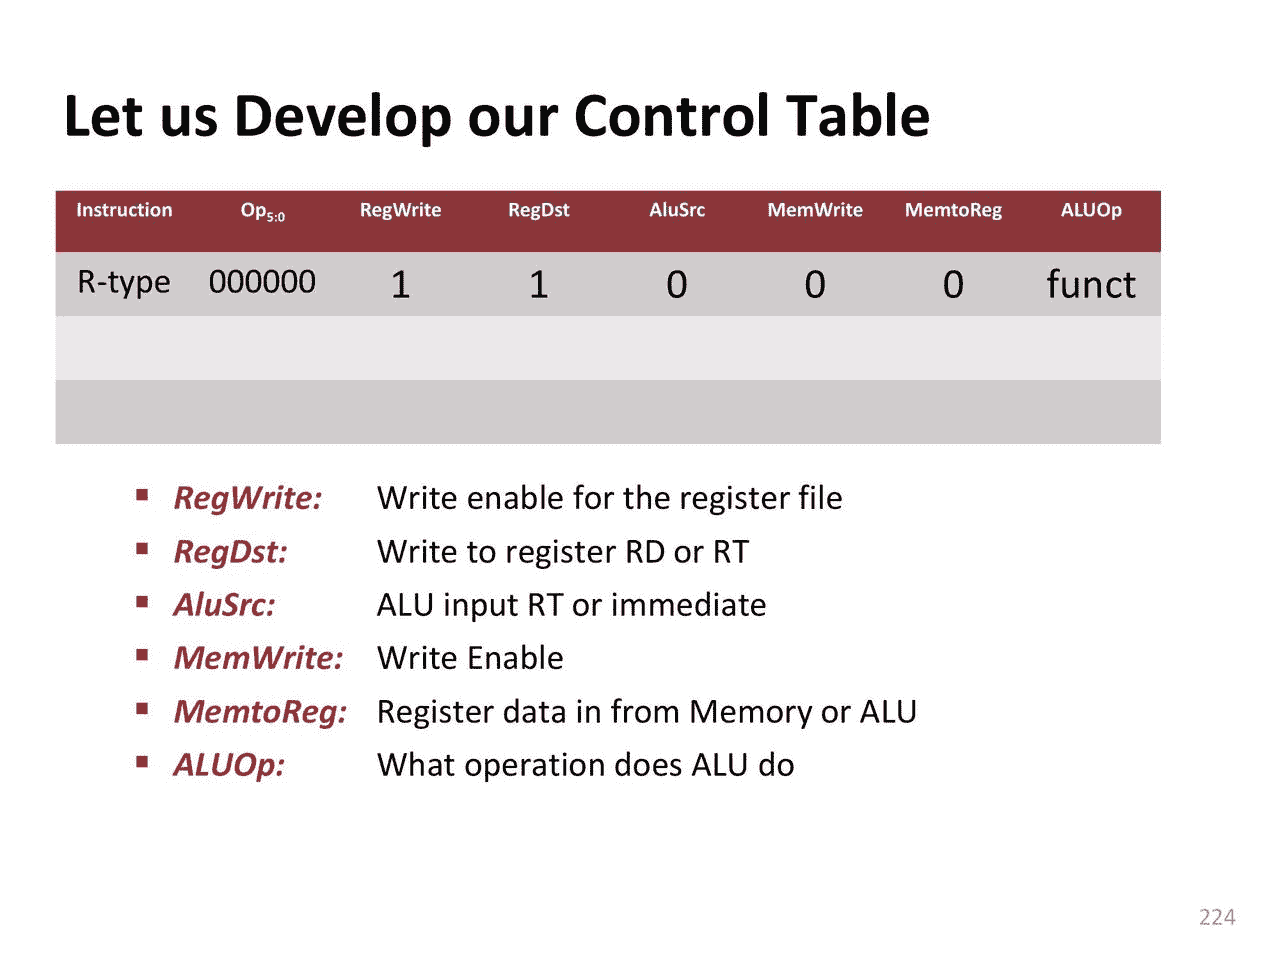 Let us Develop our Control Table
Instruction Op5:0 RegWrite RegDst AluSrc MemWrite MemtoReg ALUOp
R-type 000000 1 1 0 0 0 funct
▪ RegWrite: Write enable for the register file
▪ RegDst: Write to register RD or RT
▪ AluSrc: ALU input RT or immediate
▪ MemWrite: Write Enable
▪ MemtoReg: Register data in from Memory or ALU
▪ ALUOp: What operation does ALU do
224